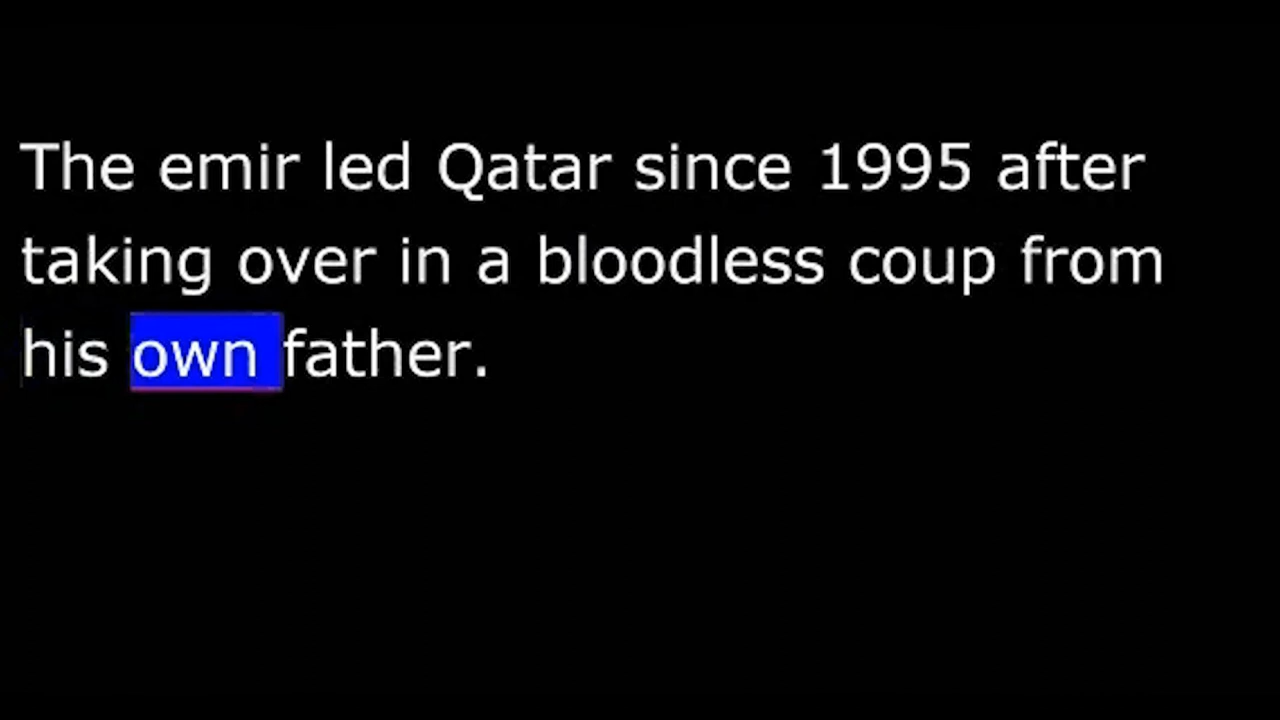 The emir led Qatar since 1995 after
taking over in a bloodless coup from
his own father.